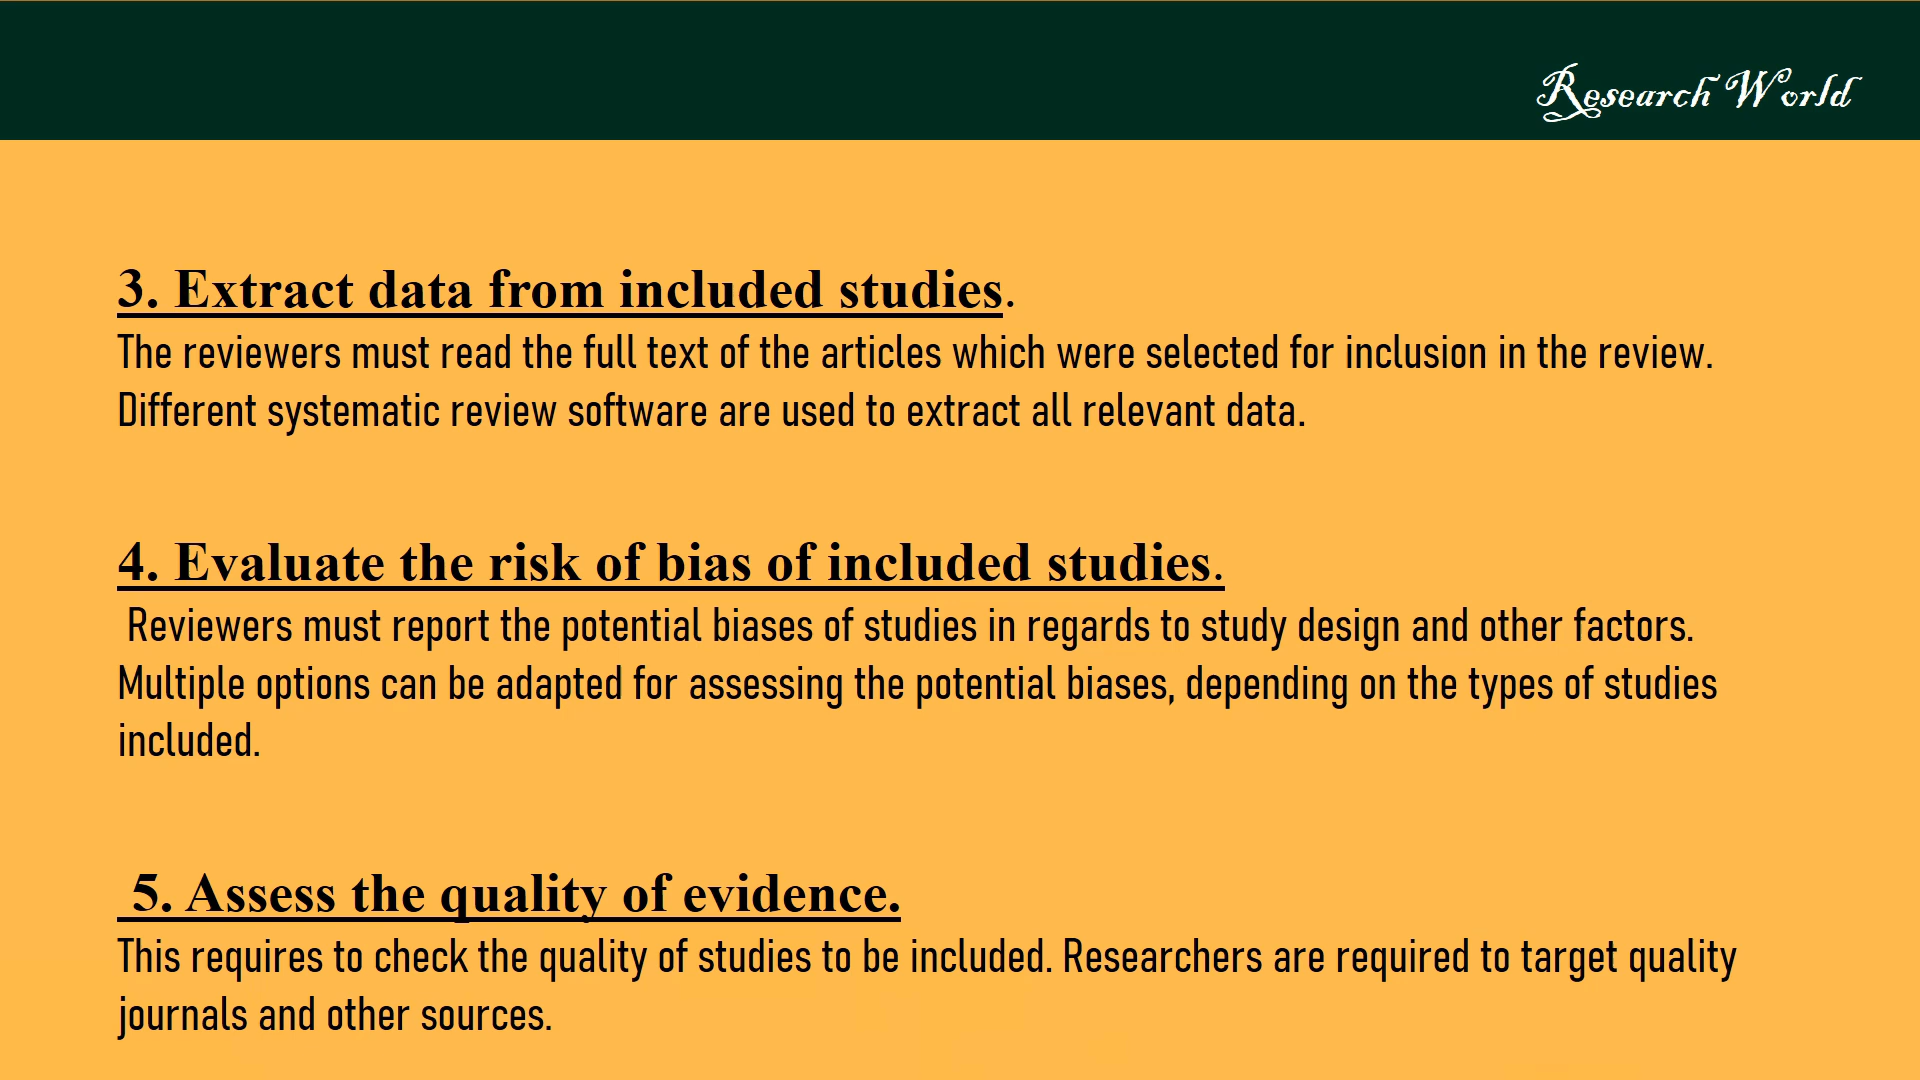 Research World
3. Extract data from included studies.
The reviewers must read the full text of the articles which were selected for inclusion in the review.
Different systematic review software are used to extract all relevant data.
4. Evaluate the risk of bias of included studies.
Reviewers must report the potential biases of studies in regards to study design and other factors.
Multiple options can be adapted for assessing the potential biases, depending on the types of studies
included.
5. Assess the quality of evidence.
This requires to check the quality of studies to be included. Researchers are required to target quality
journals and other sources.